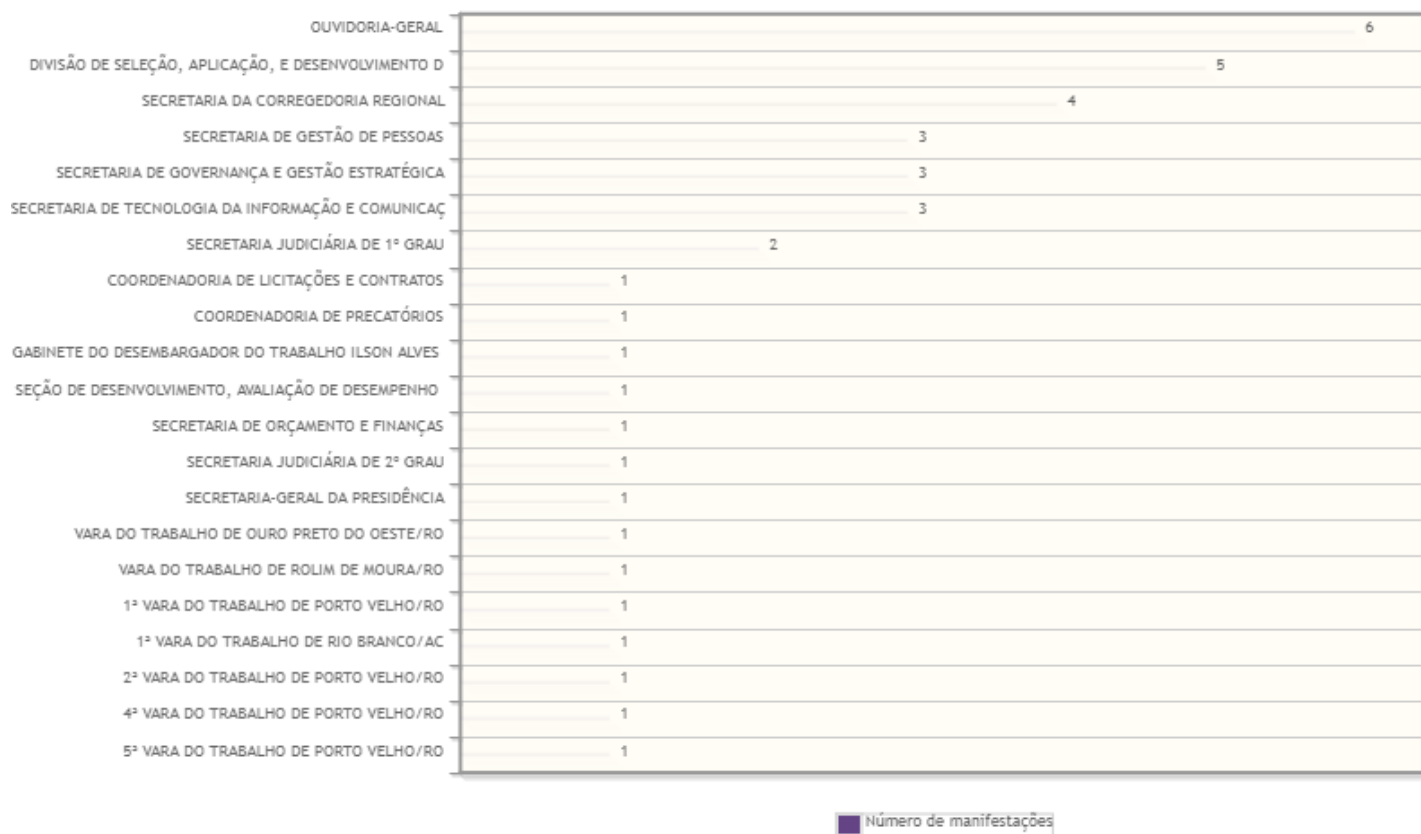 OUVIDORIA-GERAL 6
DIVISÃO DE SELEÇÃO, APLICAÇÃO, E DESENVOLVIMENTO D 5
SECRETARIA DA CORREGEDORIA REGIONAL 4
SECRETARIA DE GESTÃO DE PESSOAS 3
SECRETARIA DE GOVERNANÇA E GESTÃO ESTRATÉGICA 3
SECRETARIA DE TECNOLOGIA DA INFORMAÇÃO E COMUNICAÇ 3
SECRETARIA JUDICIÁRIA DE 1º GRAU 2
COORDENADORIA DE LICITAÇÕES E CONTRATOS 1
COORDENADORIA DE PRECATÓRIOS 1
GABINETE DO DESEMBARGADOR DO TRABALHO ILSON ALVES 1
SEÇÃO DE DESENVOLVIMENTO, AVALIAÇÃO DE DESEMPENHO 1
SECRETARIA DE ORÇAMENTO E FINANÇAS 1
SECRETARIA JUDICIÁRIA DE 2º GRAU 1
SECRETARIA-GERAL DA PRESIDÊNCIA 1
VARA DO TRABALHO DE OURO PRETO DO OESTE/RO 1
VARA DO TRABALHO DE ROLIM DE MOURA/RO 1
1ª VARA DO TRABALHO DE PORTO VELHO/RO 1
1ª VARA DO TRABALHO DE RIO BRANCO/AC 1
2ª VARA DO TRABALHO DE PORTO VELHO/RO 1
4ª VARA DO TRABALHO DE PORTO VELHO/RO 1
5ª VARA DO TRABALHO DE PORTO VELHO/RO 1
Número de manifestações